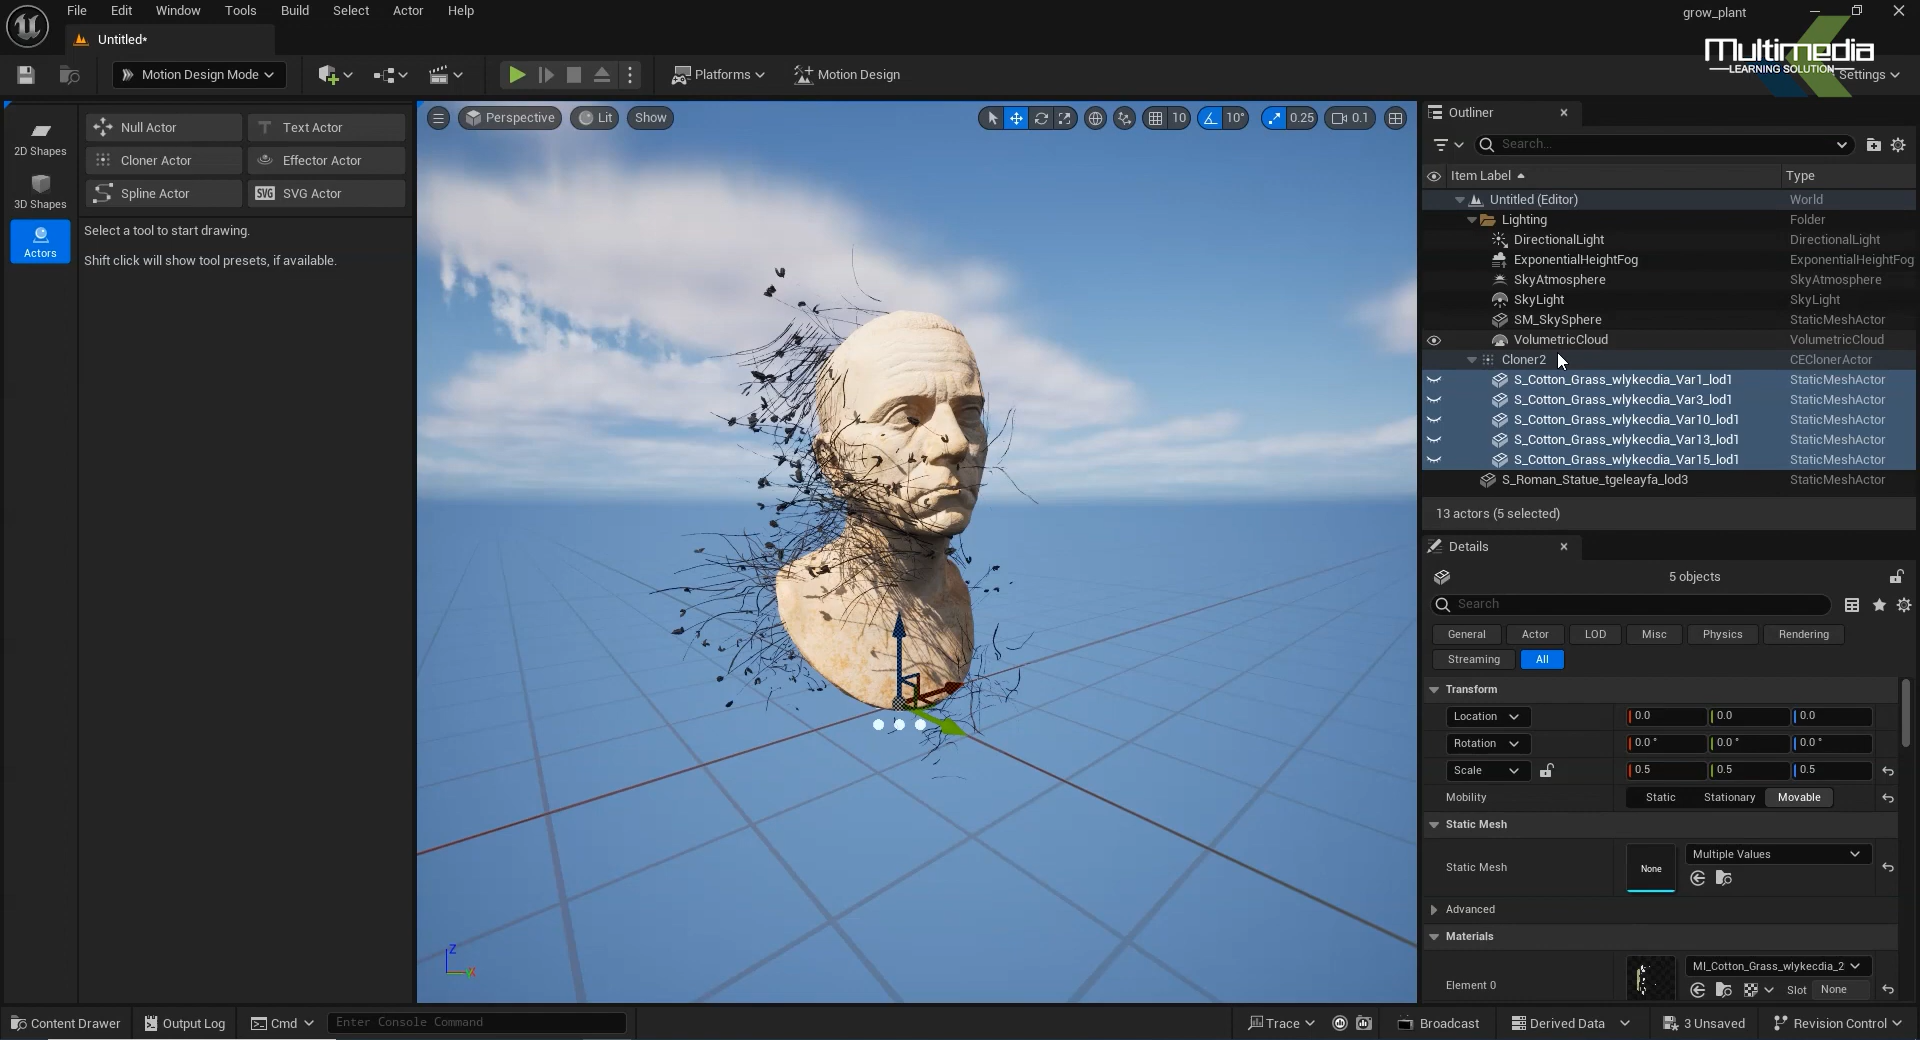 File Edit Window Tools Build Select Actor Help
grow_plant
Untitled*
Multimedia
LEARNING SOLUTION
Motion Design Mode
Platforms
Motion Design
Settings
2D Shapes
3D Shapes
Actors
Null Actor
Text Actor
Cloner Actor
Effector Actor
Spline Actor
SVG
SVG Actor
Select a tool to start drawing.
Shift click will show tool presets, if available.
Perspective
Lit
Show
10
10°
0.25
0.1
Z
Outliner
Search...
Item Label
Type
Untitled (Editor) World
Lighting Folder
DirectionalLight DirectionalLight
ExponentialHeightFog ExponentialHeightFog
SkyAtmosphere SkyAtmosphere
SkyLight SkyLight
SM_SkySphere StaticMeshActor
VolumetricCloud VolumetricCloud
Cloner2 CEClonerActor
S_Cotton_Grass_wlykecdia_Var1_lod1 StaticMeshActor
S_Cotton_Grass_wlykecdia_Var3_lod1 StaticMeshActor
S_Cotton_Grass_wlykecdia_Var10_lod1 StaticMeshActor
S_Cotton_Grass_wlykecdia_Var13_lod1 StaticMeshActor
S_Cotton_Grass_wlykecdia_Var15_lod1 StaticMeshActor
S_Roman_Statue_tgeleayfa_lod3 StaticMeshActor
13 actors (5 selected)
Details
5 objects
Search
General Actor LOD Misc Physics Rendering
Streaming All
Transform
Location 0.0 0.0 0.0
Rotation 0.0 ° 0.0 ° 0.0 °
Scale 0.5 0.5 0.5
Mobility Static Stationary Movable
Static Mesh
Static Mesh None Multiple Values
Advanced
Materials
Element 0 MI_Cotton_Grass_wlykecdia_2
Slot None
Content Drawer Output Log Cmd Enter Console Command Trace Broadcast Derived Data 3 Unsaved Revision Control